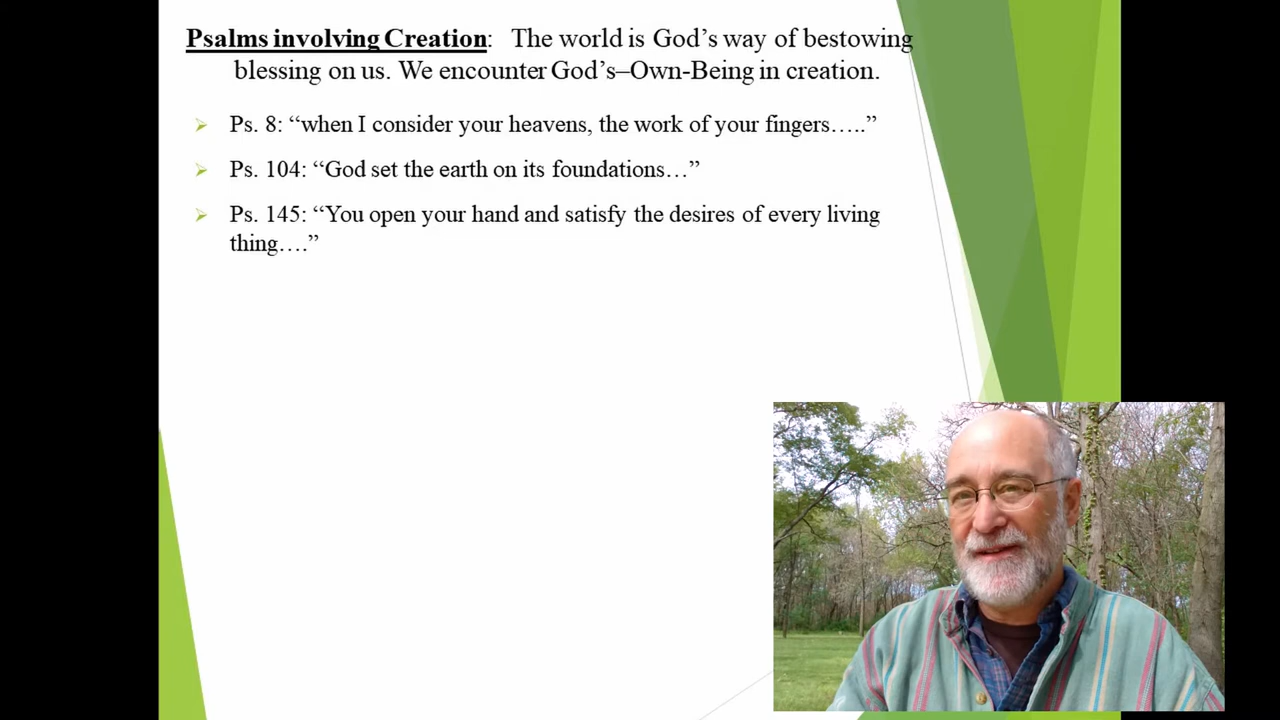 Psalms involving Creation: The world is God’s way of bestowing
blessing on us. We encounter God’s–Own-Being in creation.
Ps. 8: “when I consider your heavens, the work of your fingers…..”
Ps. 104: “God set the earth on its foundations…”
Ps. 145: “You open your hand and satisfy the desires of every living
thing….”